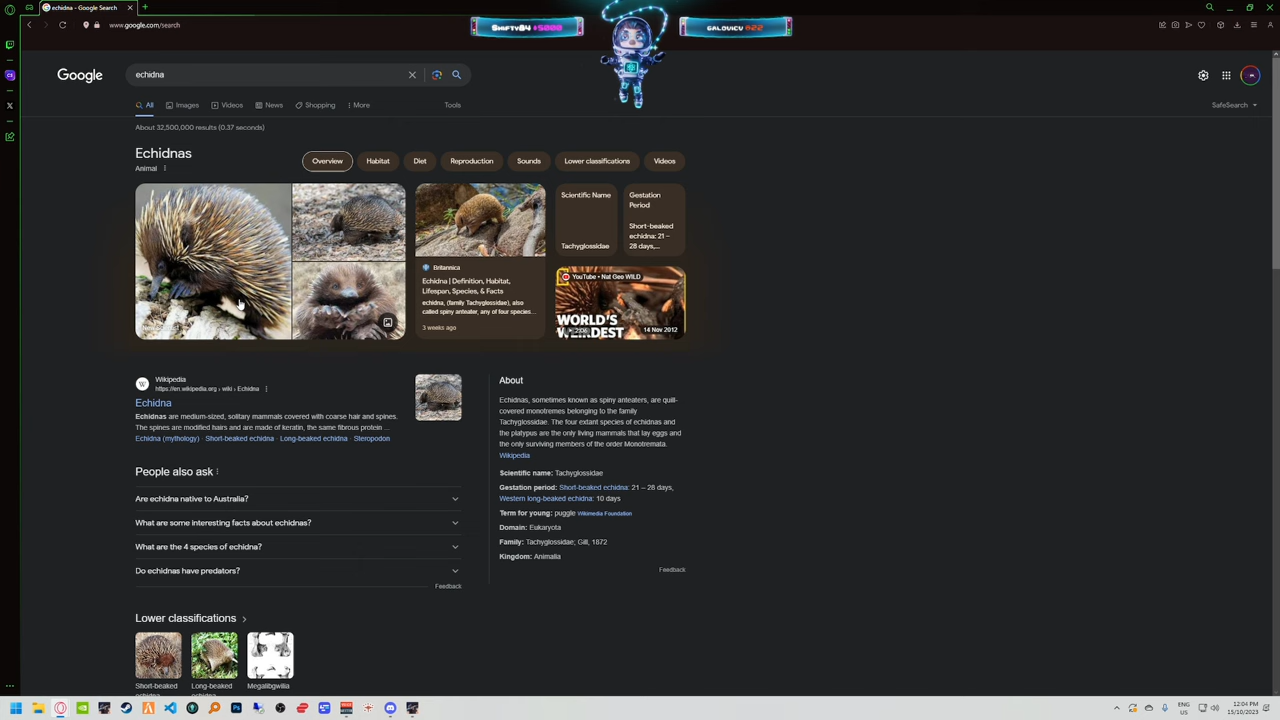 echidna - Google Search
www.google.com/search
SHIFTY84 $5000
GALOVICU 022
Google
echidna
All
Images
Videos
News
Shopping
More
Tools
SafeSearch
About 32,500,000 results (0.37 seconds)
Echidnas
Animal
Overview
Habitat
Diet
Reproduction
Sounds
Lower classifications
Videos
Britannica
Echidna | Definition, Habitat,
Lifespan, Species, & Facts
echidna, (family Tachyglossidae), also
called spiny anteater, any of four species...
3 weeks ago
Scientific Name
Tachyglossidae
Gestation
Period
Short-beaked
echidna: 21 –
28 days,...
YouTube • Nat Geo WILD
WORLD'S
WEIRDEST
2:06
14 Nov 2012
Wikipedia
https://en.wikipedia.org › wiki › Echidna
Echidna
Echidnas are medium-sized, solitary mammals covered with coarse hair and spines.
The spines are modified hairs and are made of keratin, the same fibrous protein ...
Echidna (mythology) · Short-beaked echidna · Long-beaked echidna · Steropodon
People also ask
Are echidna native to Australia?
What are some interesting facts about echidnas?
What are the 4 species of echidna?
Do echidnas have predators?
Feedback
About
Echidnas, sometimes known as spiny anteaters, are quill-
covered monotremes belonging to the family
Tachyglossidae. The four extant species of echidnas and
the platypus are the only living mammals that lay eggs and
the only surviving members of the order Monotremata.
Wikipedia
Scientific name: Tachyglossidae
Gestation period: Short-beaked echidna: 21 – 28 days,
Western long-beaked echidna: 10 days
Term for young: puggle Wikimedia Foundation
Domain: Eukaryota
Family: Tachyglossidae; Gill, 1872
Kingdom: Animalia
Feedback
Lower classifications
Short-beaked
Long-beaked
Megalibgwilia
ENG
US
12:04 PM
15/10/2023